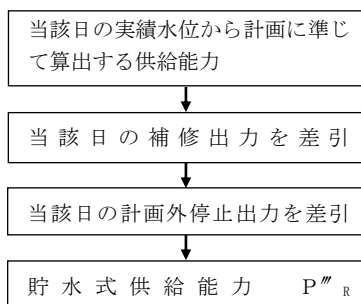 当該日の実績水位から計画に準じ
て算出する供給能力
当該日の補修出力を差引
当該日の計画外停止出力を差引
貯水式供給能力 P‴R